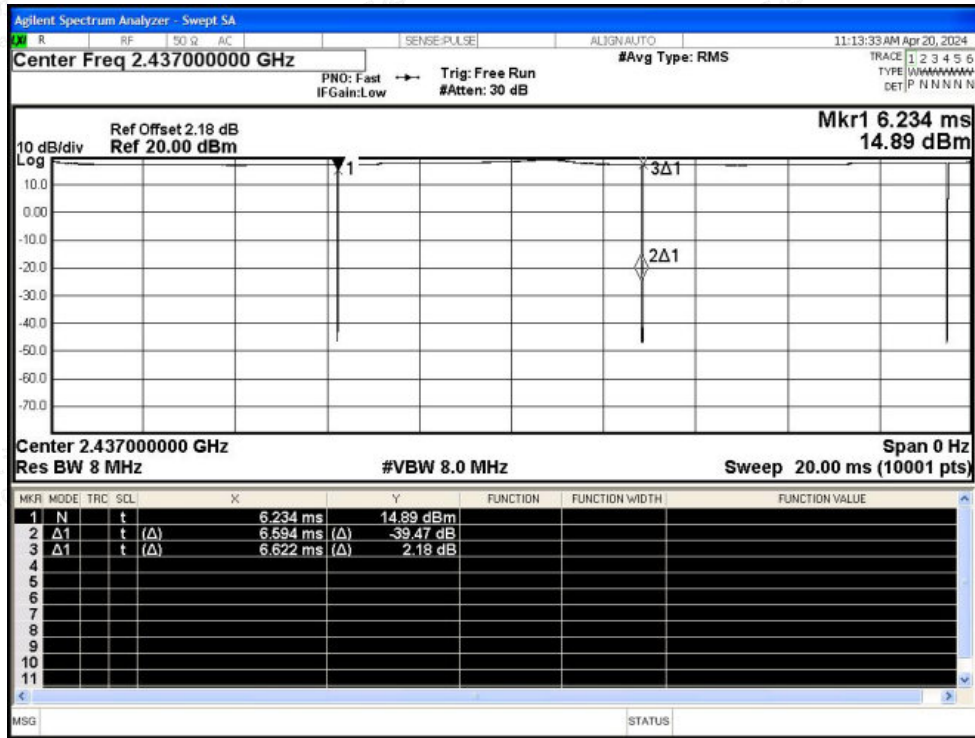 Agilent Spectrum Analyzer - Swept SA
R RF 50 Ω AC SENSE:PULSE ALIGNAUTO 11:13:33 AM Apr 20, 2024
Center Freq 2.437000000 GHz #Avg Type: RMS TRACE 1 2 3 4 5 6
PNO: Fast Trig: Free Run TYPE
IFGain:Low #Atten: 30 dB DET P N N N N N
Mkr1 6.234 ms
Ref Offset 2.18 dB
10 dB/div Ref 20.00 dBm 14.89 dBm
Log
1
3Δ1
10.0
0.00
-10.0
2Δ1
-20.0
-30.0
-40.0
-50.0
-60.0
-70.0
Center 2.437000000 GHz Span 0 Hz
Res BW 8 MHz #VBW 8.0 MHz Sweep 20.00 ms (10001 pts)
MKR MODE TRC SCL X Y FUNCTION FUNCTION WIDTH FUNCTION VALUE
1 N t 6.234 ms 14.89 dBm
2 Δ1 t (Δ) 6.594 ms (Δ) -39.47 dB
3 Δ1 t (Δ) 6.622 ms (Δ) 2.18 dB
4
5
6
7
8
9
10
11
MSG STATUS